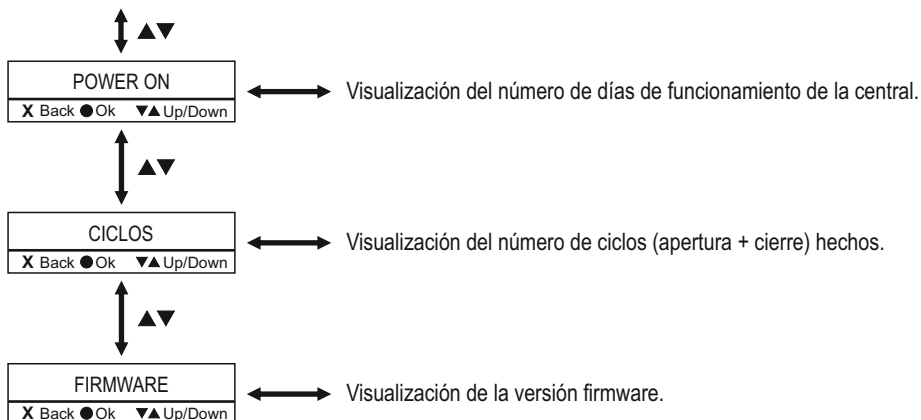 ▲▼
POWER ON
X Back ●Ok ▼▲Up/Down
Visualización del número de días de funcionamiento de la central.
▲▼
CICLOS
X Back ●Ok ▼▲Up/Down
Visualización del número de ciclos (apertura + cierre) hechos.
▲▼
FIRMWARE
X Back ●Ok ▼▲Up/Down
Visualización de la versión firmware.